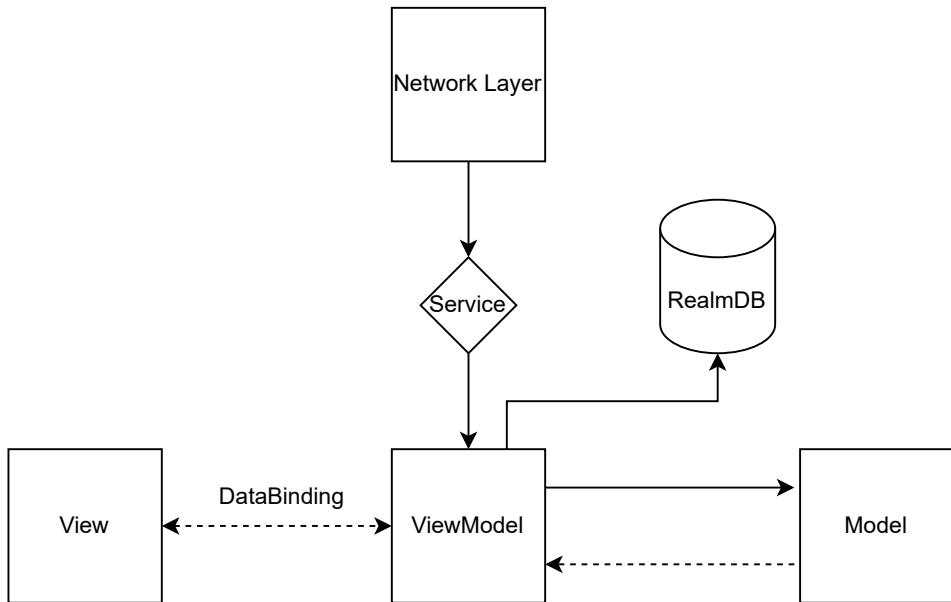 Network Layer
Service
RealmDB
DataBinding
View
ViewModel
Model